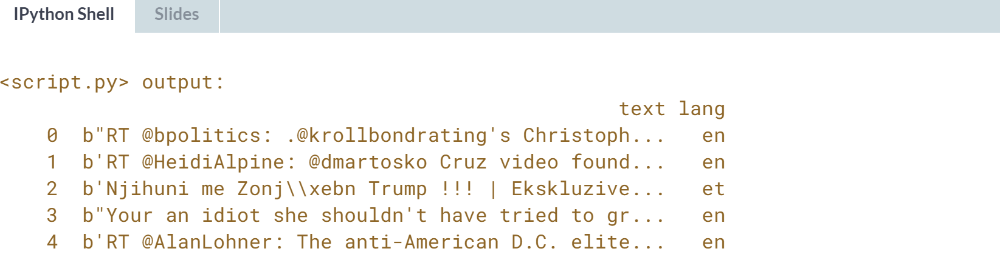 IPython Shell Slides
<script.py> output:
text lang
0 b"RT @bpolitics: .@krollbondrating's Christoph... en
1 b'RT @HeidiAlpine: @dmartosko Cruz video found... en
2 b'Njihuni me Zonj\\xebn Trump !!! | Ekskluzive... et
3 b"Your an idiot she shouldn't have tried to gr... en
4 b'RT @AlanLohner: The anti-American D.C. elite... en